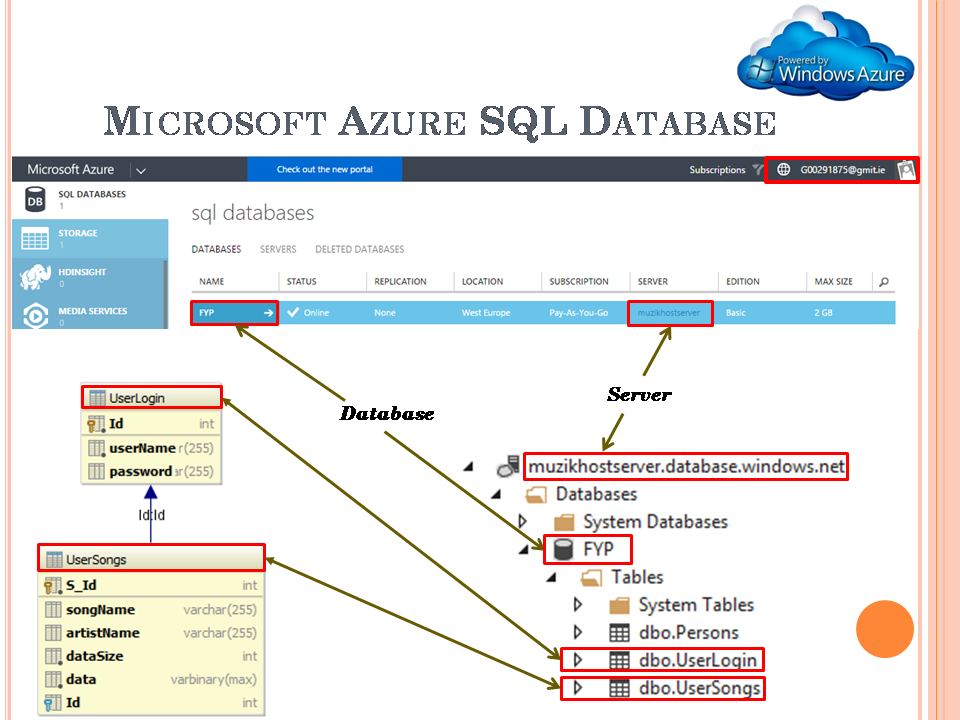 Powered by
Windows Azure
MICROSOFT AZURE SQL DATABASE
Microsoft Azure
Check out the new portal
Subscriptions
G00291875@gmit.ie
DB
SQL DATABASES
1
STORAGE
1
HDINSIGHT
0
MEDIA SERVICES
0
sql databases
DATABASES SERVERS DELETED DATABASES
NAME STATUS REPLICATION LOCATION SUBSCRIPTION SERVER EDITION MAX SIZE
FYP Online None West Europe Pay-As-You-Go muzikhostserver Basic 2 GB
Database
Server
UserLogin
Id int
userName r(255)
password ar(255)
Id:Id
UserSongs
S_Id int
songName varchar(255)
artistName varchar(255)
dataSize int
data varbinary(max)
Id int
muzikhostserver.database.windows.net
Databases
System Databases
FYP
Tables
System Tables
dbo.Persons
dbo.UserLogin
dbo.UserSongs